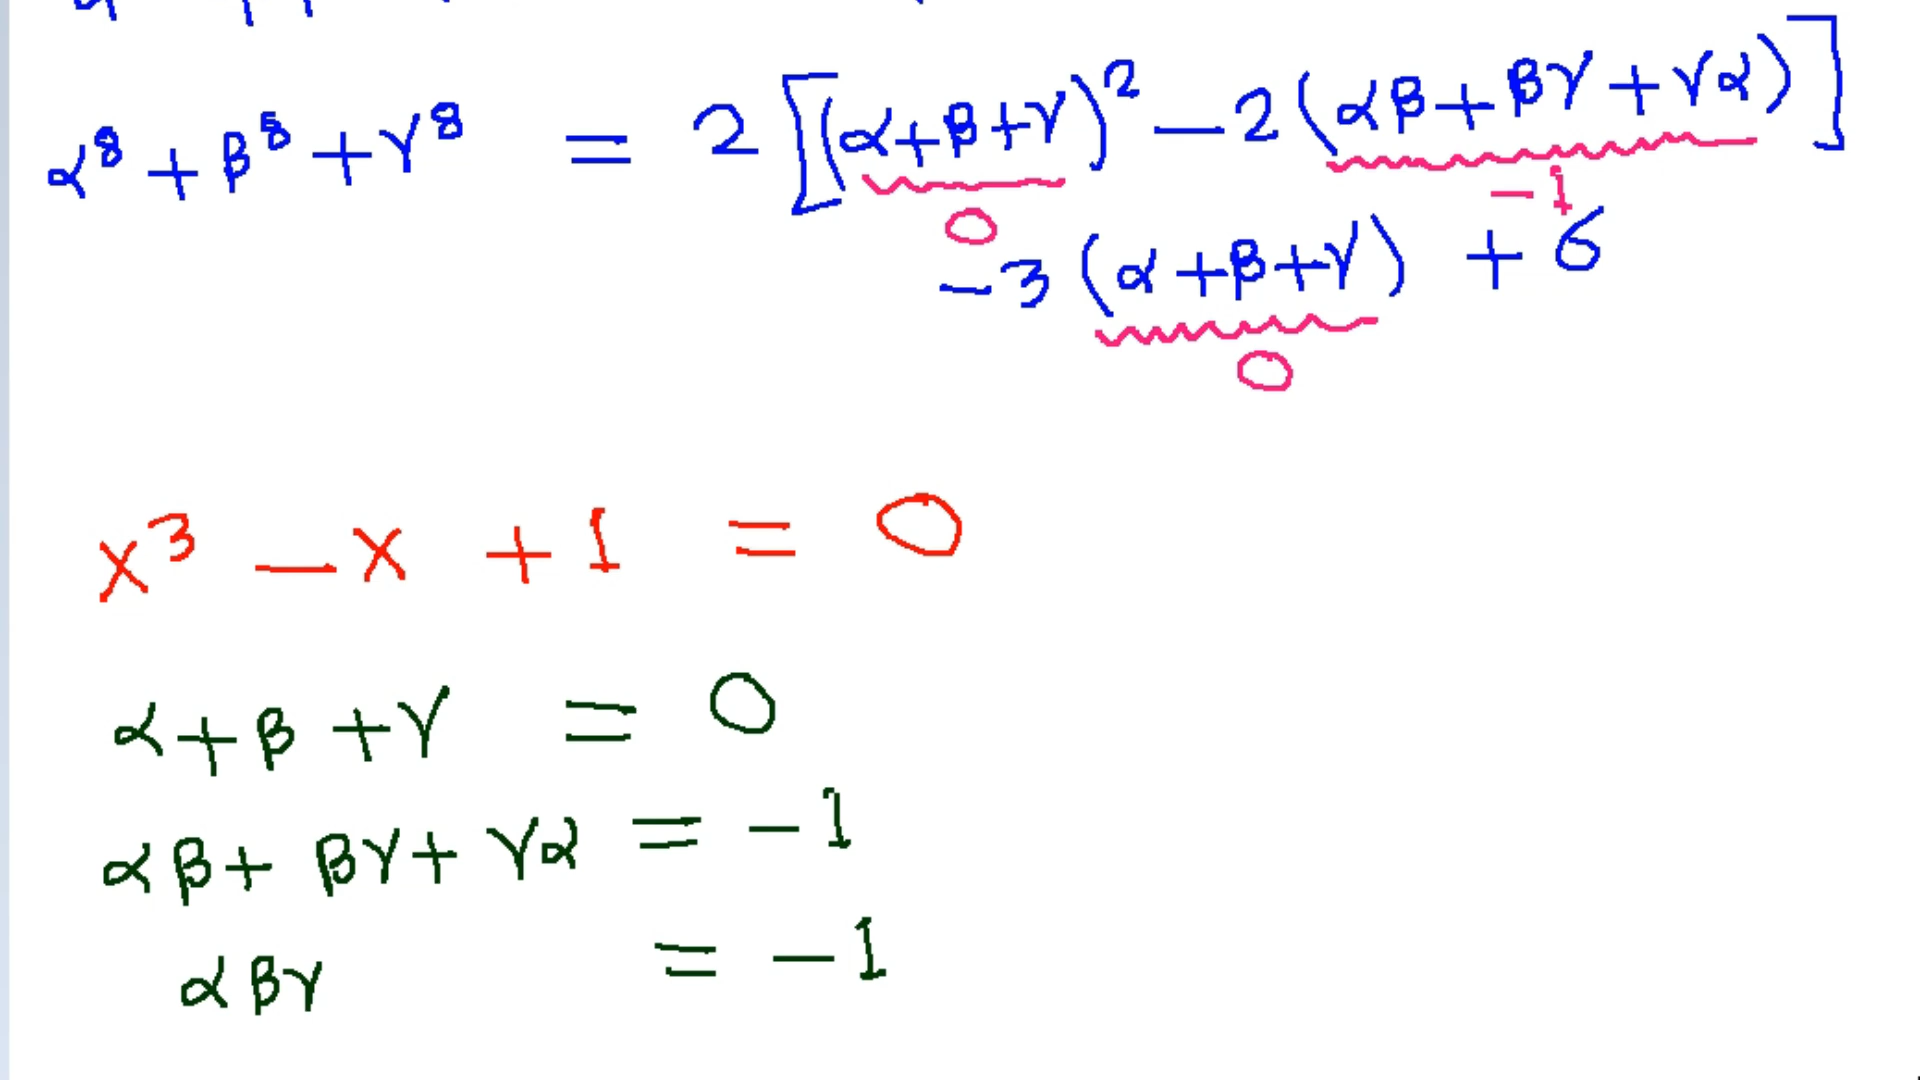 α⁸ + β⁸ + γ⁸ = 2 [(α+β+γ)² − 2(αβ + βγ + γα)]
0 −1
−3 (α+β+γ) + 6
0
x³ − x + 1 = 0
α + β + γ = 0
αβ + βγ + γα = −1
αβγ = −1